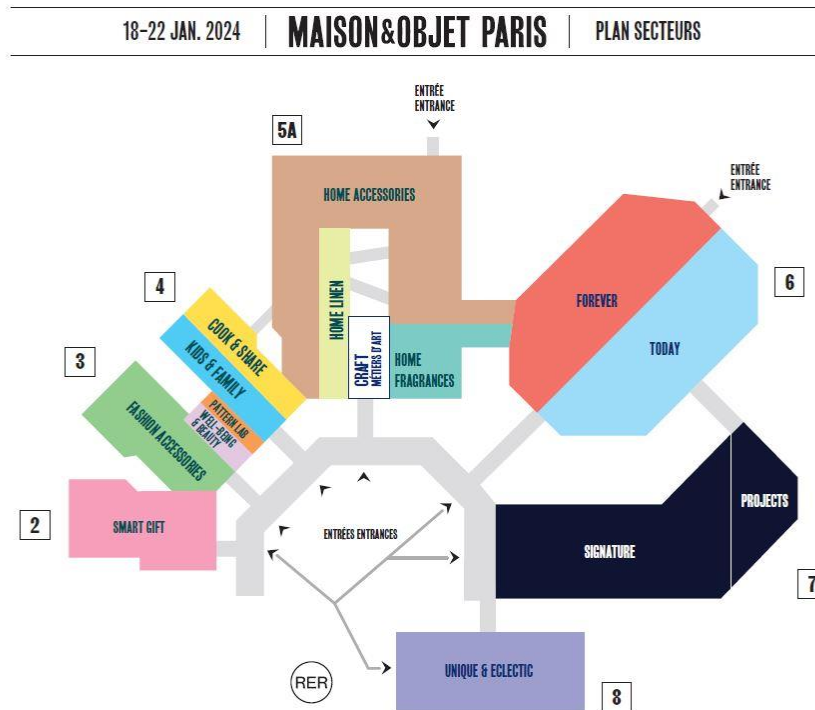 18-22 JAN. 2024 MAISON&OBJET PARIS PLAN SECTEURS
ENTRÉE
ENTRANCE
5A
ENTRÉE
ENTRANCE
HOME ACCESSORIES
4
6
HOME LINEN
FOREVER
COOK & SHARE
KIDS & FAMILY
TODAY
CRAFT
MÉTIERS D'ART
HOME
FRAGRANCES
3
PATTERN LAB
WELL-BEING
& BEAUTY
FASHION ACCESSORIES
PROJECTS
2
SMART GIFT
ENTRÉES ENTRANCES
SIGNATURE
7
UNIQUE & ECLECTIC
RER
8